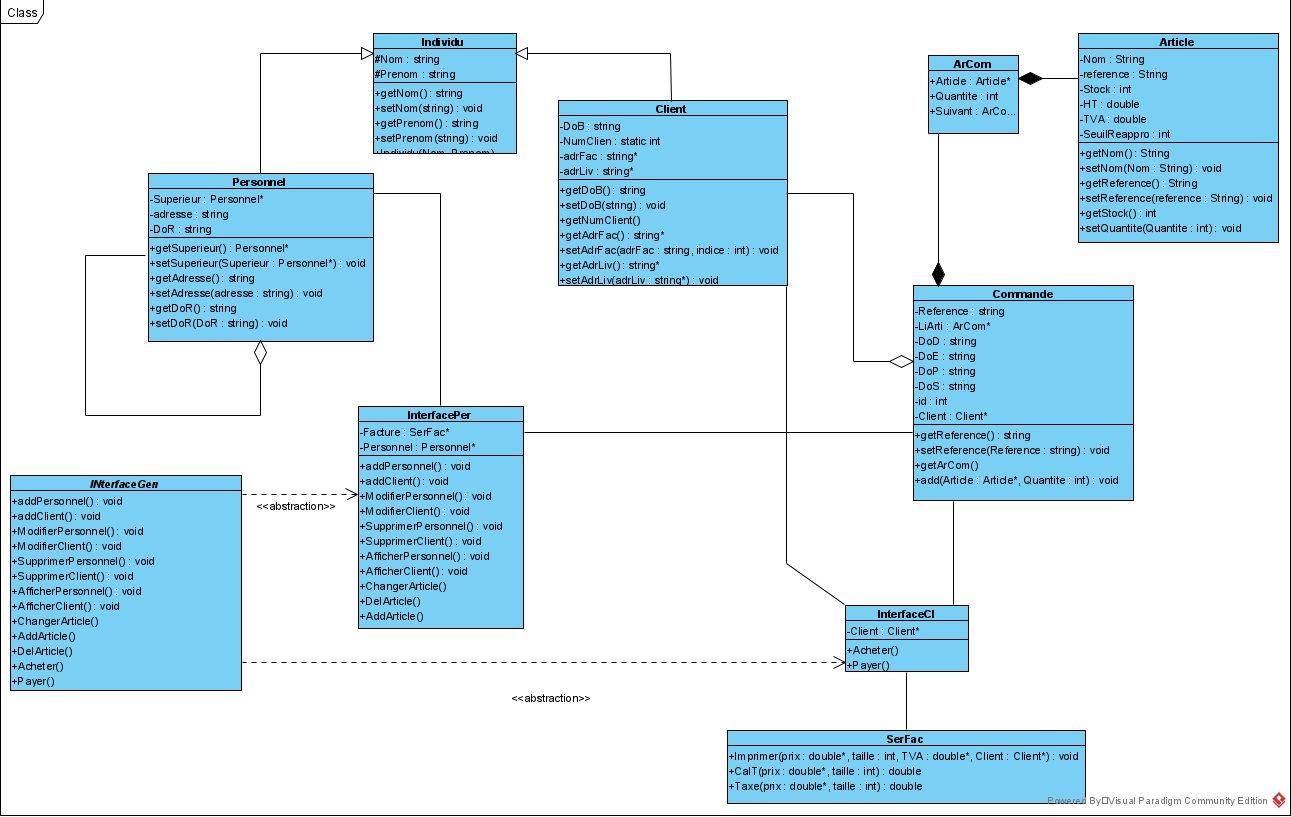 Class
Individu
#Nom : string
#Prenom : string
+getNom() : string
+setNom(string) : void
+getPrenom() : string
+setPrenom(string) : void
+Individu(Nom, Prenom)
Client
-DoB : string
-NumClien : static int
-adrFac : string*
-adrLiv : string*
+getDoB() : string
+setDoB(string) : void
+getNumClient()
+getAdrFac() : string*
+setAdrFac(adrFac : string, indice : int) : void
+getAdrLiv() : string*
+setAdrLiv(adrLiv : string*) : void
ArCom
+Article : Article*
+Quantite : int
+Suivant : ArCo...
Article
-Nom : String
-reference : String
-Stock : int
-HT : double
-TVA : double
-SeuilReappro : int
+getNom() : String
+setNom(Nom : String) : void
+getReference() : String
+setReference(reference : String) : void
+getStock() : int
+setQuantite(Quantite : int) : void
Personnel
-Superieur : Personnel*
-adresse : string
-DoR : string
+getSuperieur() : Personnel*
+setSuperieur(Superieur : Personnel*) : void
+getAdresse() : string
+setAdresse(adresse : string) : void
+getDoR() : string
+setDoR(DoR : string) : void
Commande
-Reference : string
-LiArti : ArCom*
-DoD : string
-DoE : string
-DoP : string
-DoS : string
-id : int
-Client : Client*
+getReference() : string
+setReference(Reference : string) : void
+getArCom()
+add(Article : Article*, Quantite : int) : void
InterfacePer
-Facture : SerFac*
-Personnel : Personnel*
+addPersonnel() : void
+addClient() : void
+ModifierPersonnel() : void
+ModifierClient() : void
+SupprimerPersonnel() : void
+SupprimerClient() : void
+AfficherPersonnel() : void
+AfficherClient() : void
+ChangerArticle()
+DelArticle()
+AddArticle()
INterfaceGen
+addPersonnel() : void
+addClient() : void
+ModifierPersonnel() : void
+ModifierClient() : void
+SupprimerPersonnel() : void
+SupprimerClient() : void
+AfficherPersonnel() : void
+AfficherClient() : void
+ChangerArticle()
+AddArticle()
+DelArticle()
+Acheter()
+Payer()
<<abstraction>>
<<abstraction>>
InterfaceCl
-Client : Client*
+Acheter()
+Payer()
SerFac
+Imprimer(prix : double*, taille : int, TVA : double*, Client : Client*) : void
+CalT(prix : double*, taille : int) : double
+Taxe(prix : double*, taille : int) : double
Powered By Visual Paradigm Community Edition